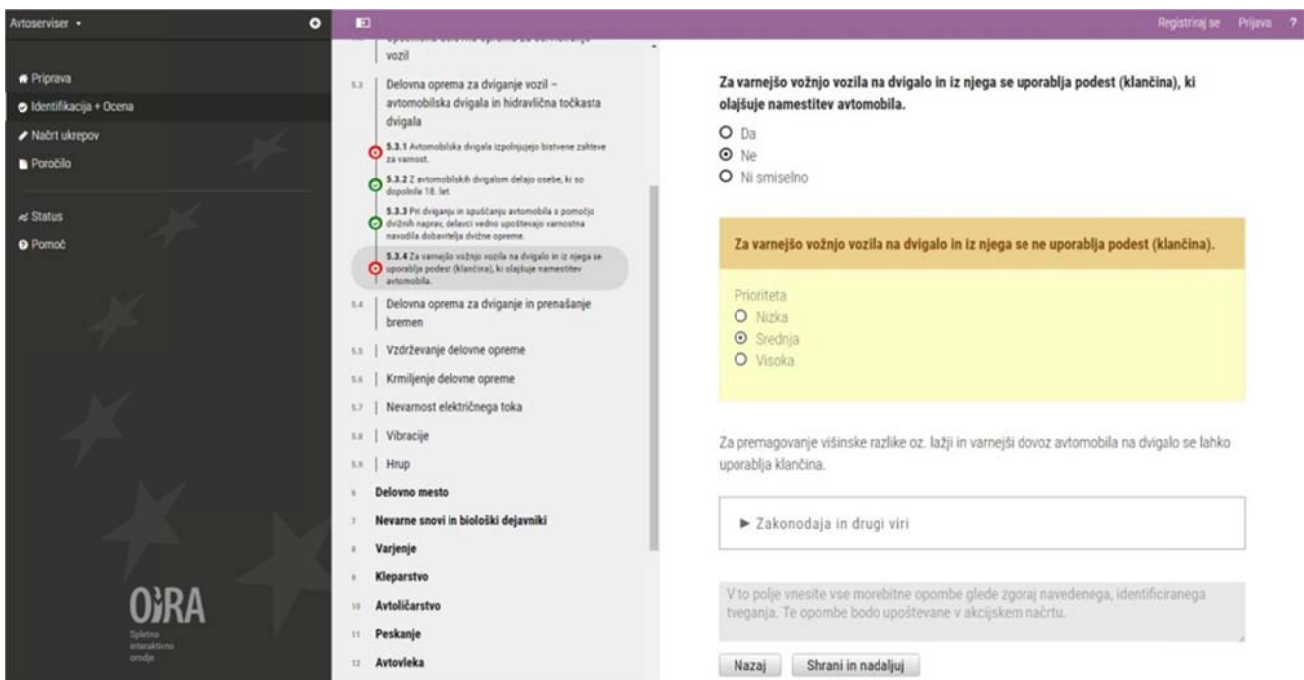 Avtoserviser
Registriraj se Prijava ?
Priprava
Identifikacija + Ocena
Načrt ukrepov
Poročilo
Status
Pomoč
OiRA
Spletno
interaktivno
orodje
vozil
5.3 Delovna oprema za dviganje vozil –
avtomobilska dvigala in hidravlična točkasta
dvigala
5.3.1 Avtomobilska dvigala izpolnjujejo bistvene zahteve
za varnost.
5.3.2 Z avtomobilskih dvigalom delajo osebe, ki so
dopolnile 18. let
5.3.3 Pri dviganju in spuščanju avtomobila s pomočjo
dvižnih naprav, delavci vedno upoštevajo varnostna
navodila dobavitelja dvižne opreme.
5.3.4 Za varnejšo vožnjo vozila na dvigalo in iz njega se
uporablja podest (klančina), ki olajšuje namestitev
avtomobila.
5.4 Delovna oprema za dviganje in prenašanje
bremen
5.5 Vzdrževanje delovne opreme
5.6 Krmiljenje delovne opreme
5.7 Nevarnost električnega toka
5.8 Vibracije
5.9 Hrup
6 Delovno mesto
7 Nevarne snovi in biološki dejavniki
8 Varjenje
9 Kleparstvo
10 Avtoličarstvo
11 Peskanje
12 Avtovleka
Za varnejšo vožnjo vozila na dvigalo in iz njega se uporablja podest (klančina), ki
olajšuje namestitev avtomobila.
Da
Ne
Ni smiselno
Za varnejšo vožnjo vozila na dvigalo in iz njega se ne uporablja podest (klančina).
Prioriteta
Nizka
Srednja
Visoka
Za premagovanje višinske razlike oz. lažji in varnejši dovoz avtomobila na dvigalo se lahko
uporablja klančina.
Zakonodaja in drugi viri
V to polje vnesite vse morebitne opombe glede zgoraj navedenega, identificiranega
tveganja. Te opombe bodo upoštevane v akcijskem načrtu.
Nazaj Shrani in nadaljuj